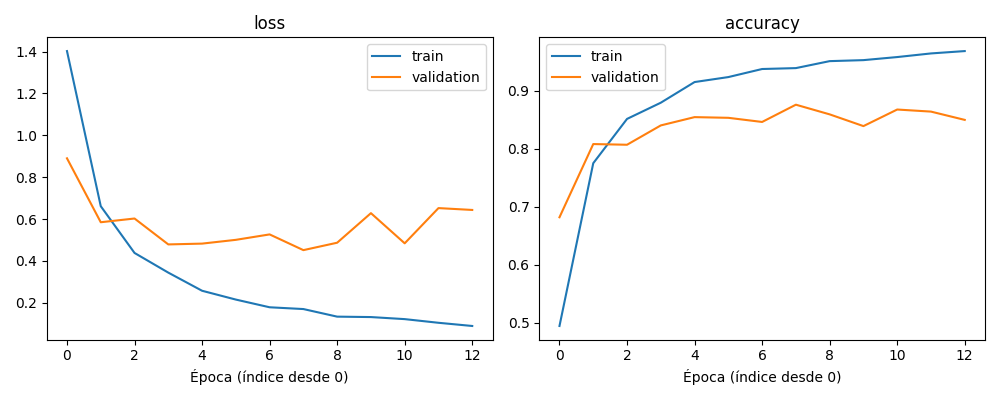 loss
train
validation
1.4
1.2
1.0
0.8
0.6
0.4
0.2
0 2 4 6 8 10 12
Época (índice desde 0)
accuracy
train
validation
0.9
0.8
0.7
0.6
0.5
0 2 4 6 8 10 12
Época (índice desde 0)